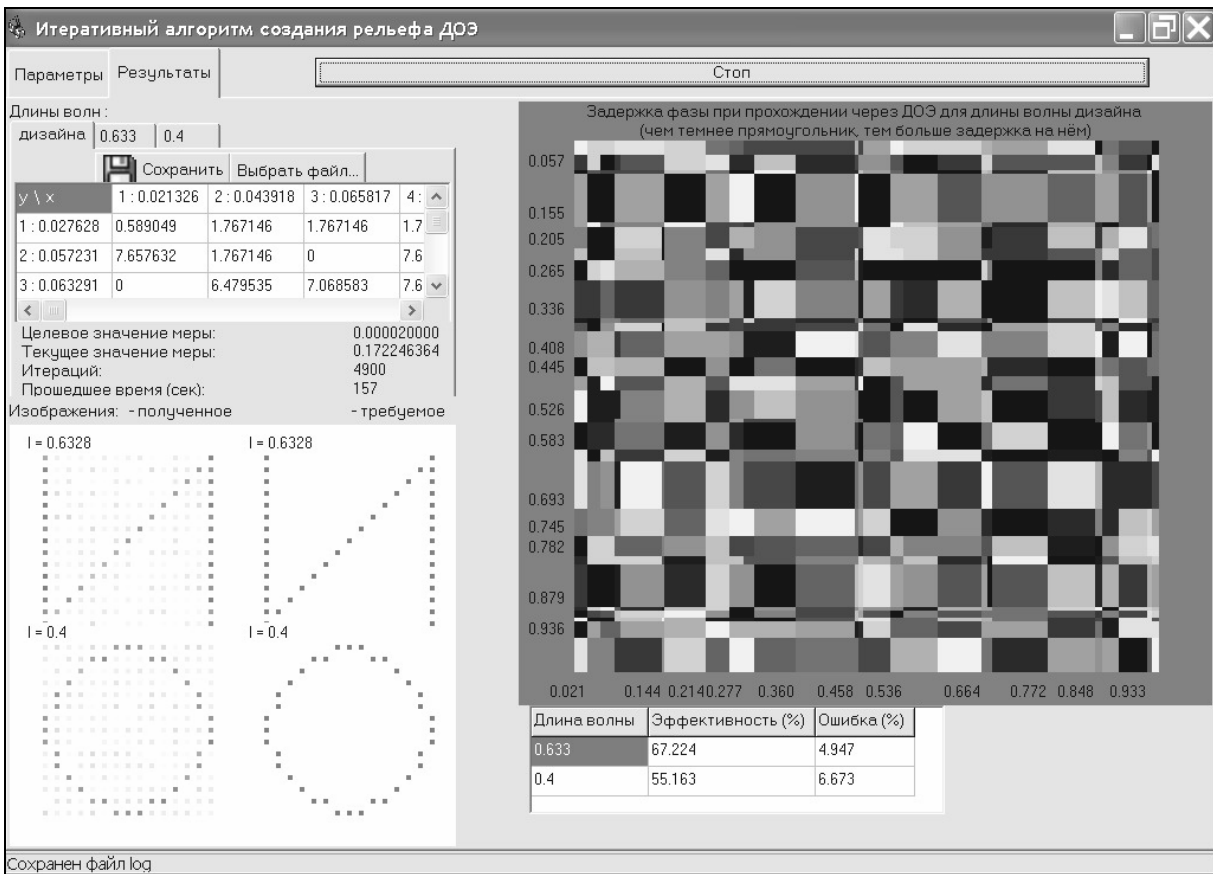 Итеративный алгоритм создания рельефа ДОЭ
Параметры Результаты Стоп
Длины волн :
дизайна 0.633 0.4
Сохранить Выбрать файл...
y \ x 1 : 0.021326 2 : 0.043918 3 : 0.065817 4 :
1 : 0.027628 0.589049 1.767146 1.767146 1.7
2 : 0.057231 7.657632 1.767146 0 7.6
3 : 0.063291 0 6.479535 7.068583 7.6
Целевое значение меры: 0.000020000
Текущее значение меры: 0.172246364
Итераций: 4900
Прошедшее время (сек): 157
Изображения: - полученное - требуемое
l = 0.6328 l = 0.6328
l = 0.4 l = 0.4
Задержка фазы при прохождении через ДОЭ для длины волны дизайна
(чем темнее прямоугольник, тем больше задержка на нём)
0.057
0.155
0.205
0.265
0.336
0.408
0.445
0.526
0.583
0.693
0.745
0.782
0.879
0.936
0.021 0.144 0.214 0.277 0.360 0.458 0.536 0.664 0.772 0.848 0.933
Длина волны Эффективность (%) Ошибка (%)
0.633 67.224 4.947
0.4 55.163 6.673
Сохранен файл log